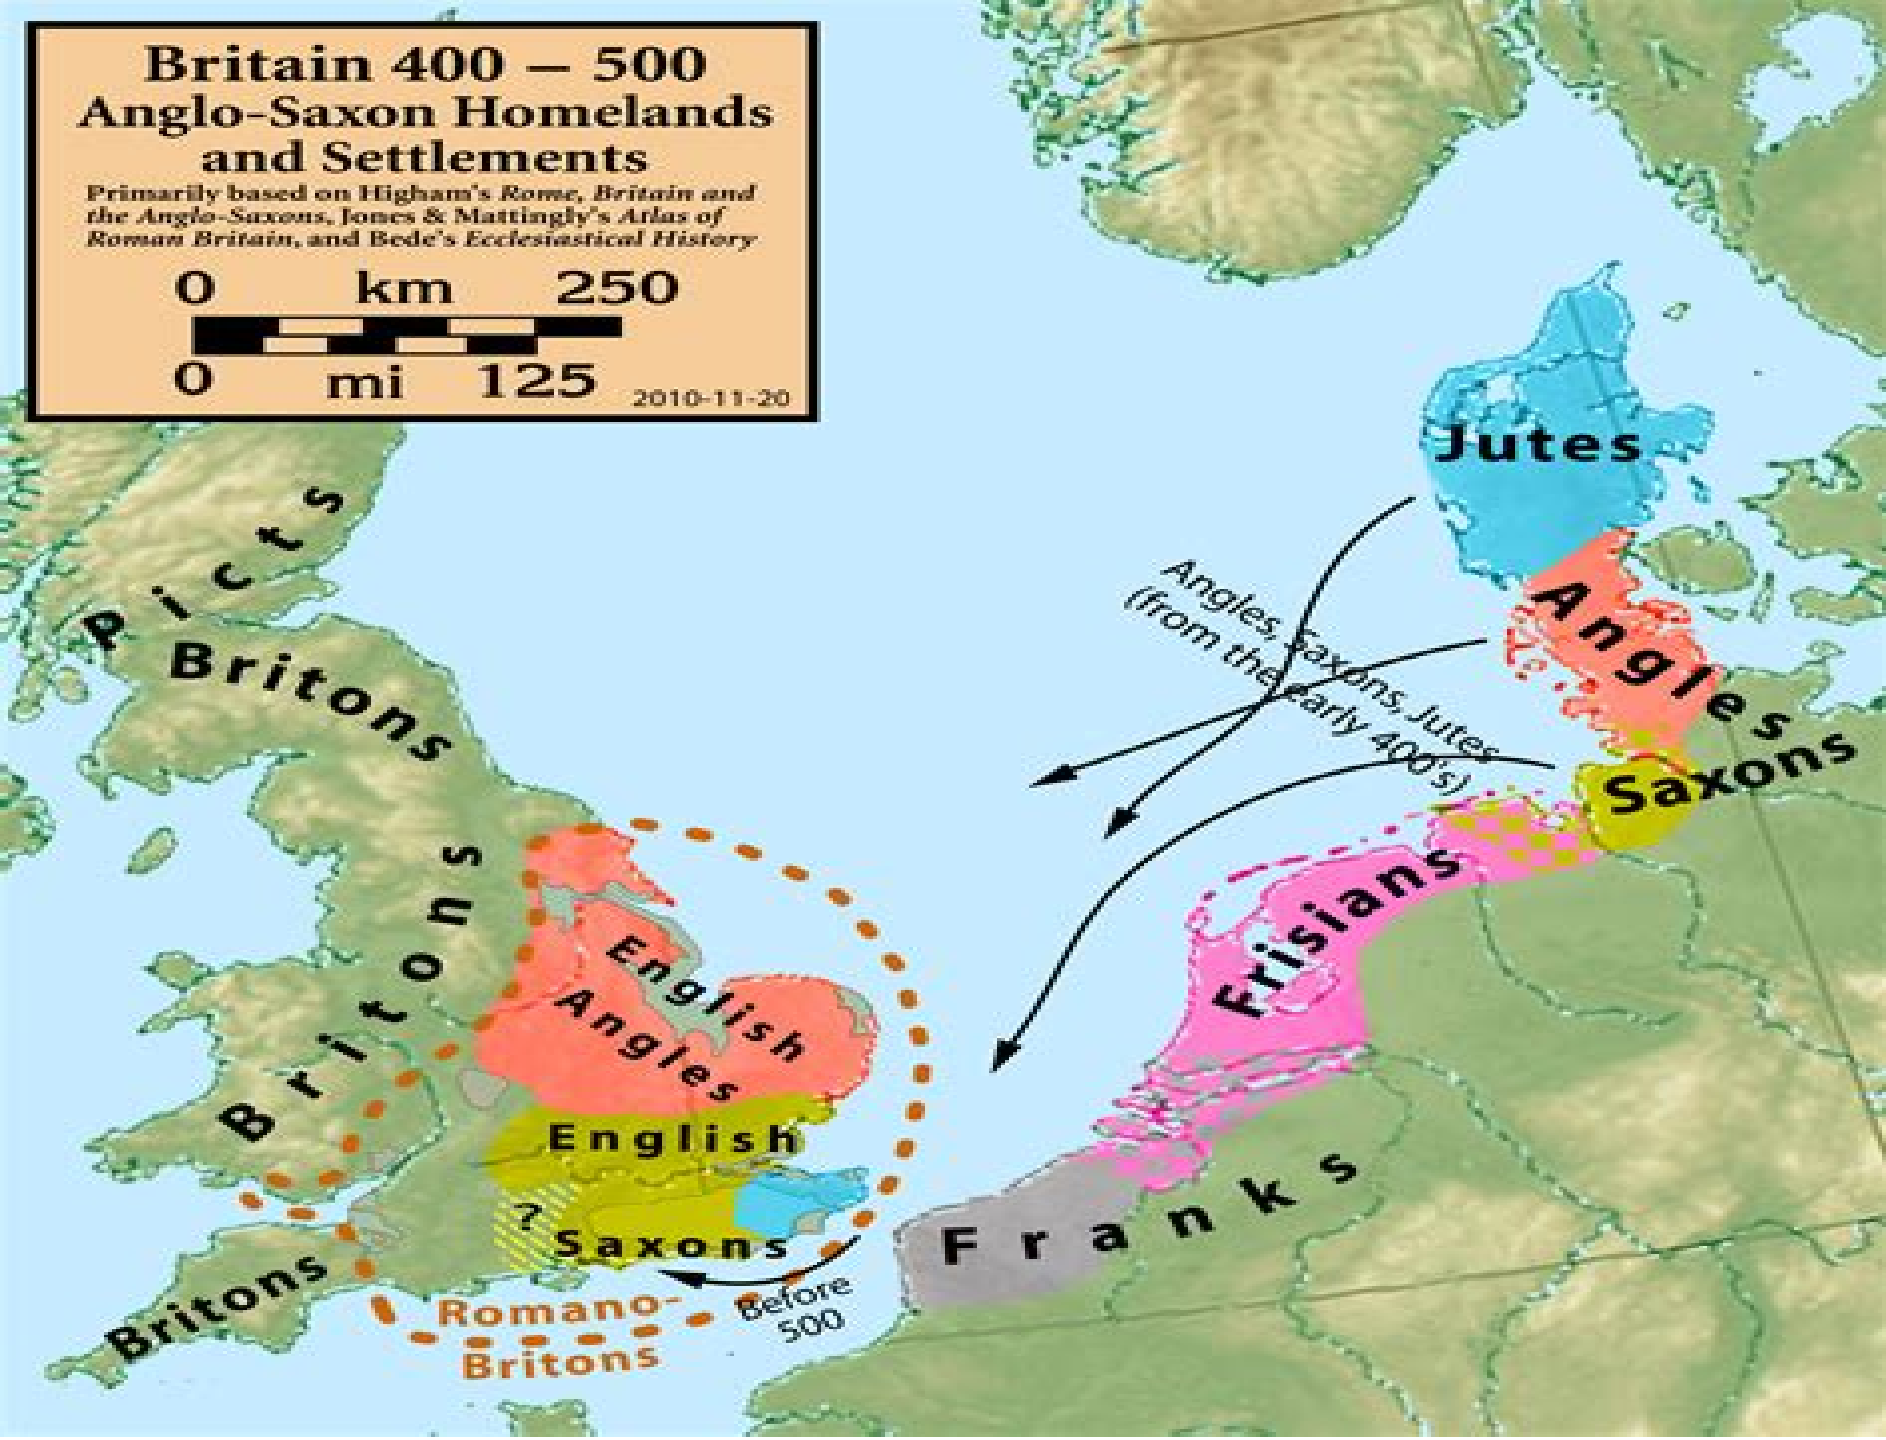 Britain 400 – 500
Anglo-Saxon Homelands
and Settlements
Primarily based on Higham's Rome, Britain and
the Anglo-Saxons, Jones & Mattingly's Atlas of
Roman Britain, and Bede's Ecclesiastical History
0 km 250
0 mi 125
2010-11-20
Picts
Britons
Britons
Britons
Jutes
Angles
Saxons
Angles, Saxons, Jutes
(from the early 400's)
Frisians
Franks
English
Angles
English
?
Saxons
Before
500
Romano-
Britons